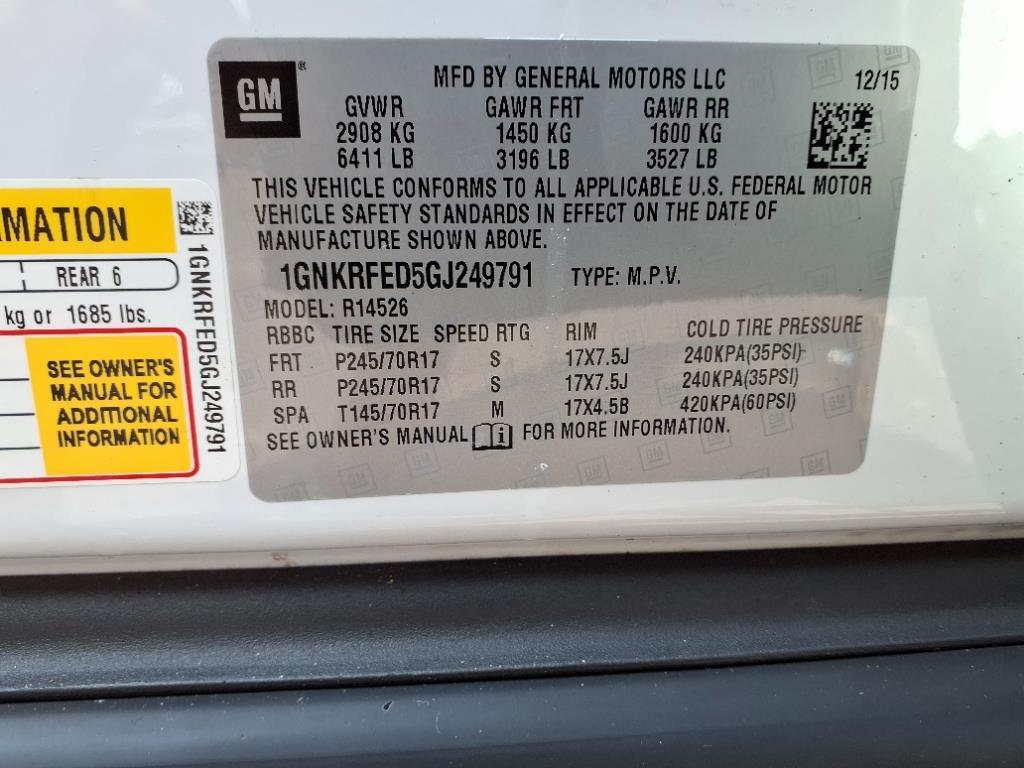 GM ®
MFD BY GENERAL MOTORS LLC 12/15
GVWR GAWR FRT GAWR RR
2908 KG 1450 KG 1600 KG
6411 LB 3196 LB 3527 LB
THIS VEHICLE CONFORMS TO ALL APPLICABLE U.S. FEDERAL MOTOR
VEHICLE SAFETY STANDARDS IN EFFECT ON THE DATE OF
MANUFACTURE SHOWN ABOVE.
1GNKRFED5GJ249791 TYPE: M.P.V.
MODEL: R14526
RBBC TIRE SIZE SPEED RTG RIM COLD TIRE PRESSURE
FRT P245/70R17 S 17X7.5J 240KPA(35PSI)
RR P245/70R17 S 17X7.5J 240KPA(35PSI)
SPA T145/70R17 M 17X4.5B 420KPA(60PSI)
SEE OWNER'S MANUAL i FOR MORE INFORMATION.
MATION
REAR 6
kg or 1685 lbs.
SEE OWNER'S
MANUAL FOR
ADDITIONAL
INFORMATION
1GNKRFED5GJ249791